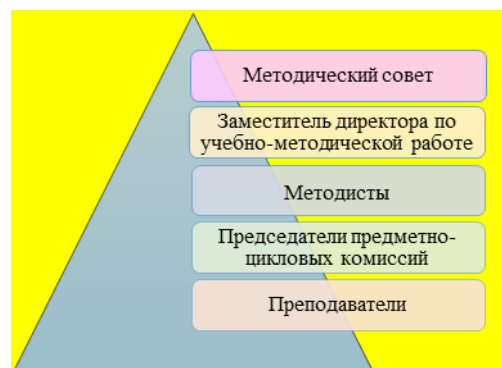 Методический совет
Заместитель директора по
учебно-методической работе
Методисты
Председатели предметно-
цикловых комиссий
Преподаватели